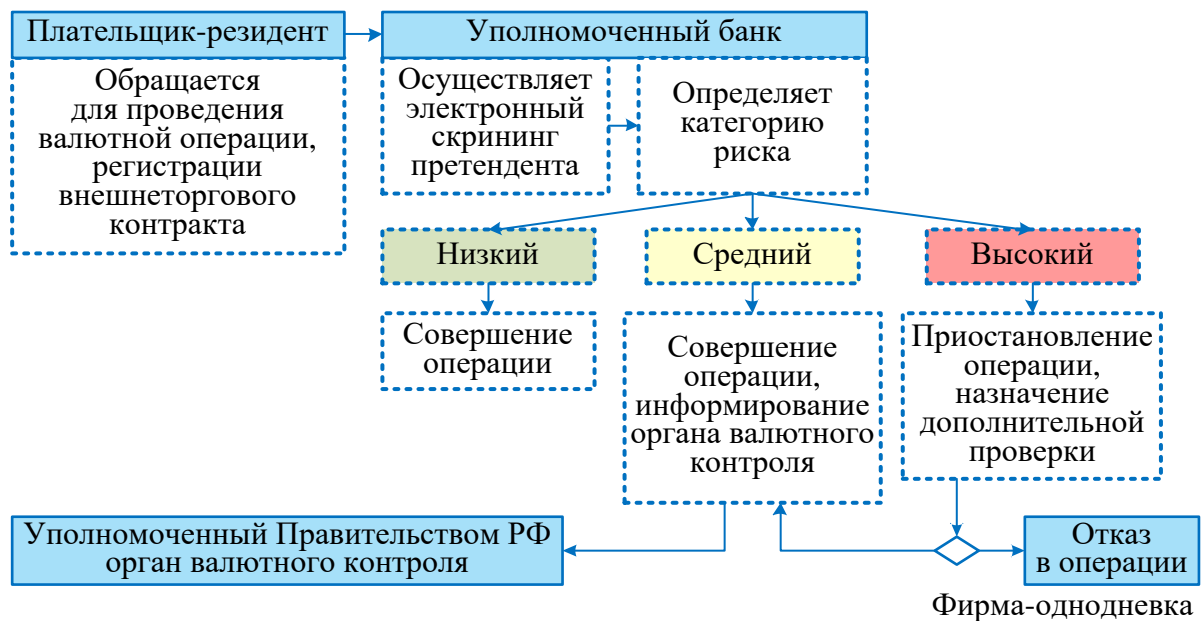 Плательщик-резидент
Уполномоченный банк
Обращается
для проведения
валютной операции,
регистрации
внешнеторгового
контракта
Осуществляет
электронный
скрининг
претендента
Определяет
категорию
риска
Низкий
Средний
Высокий
Совершение
операции
Совершение
операции,
информирование
органа валютного
контроля
Приостановление
операции,
назначение
дополнительной
проверки
Уполномоченный Правительством РФ
орган валютного контроля
Отказ
в операции
Фирма-однодневка